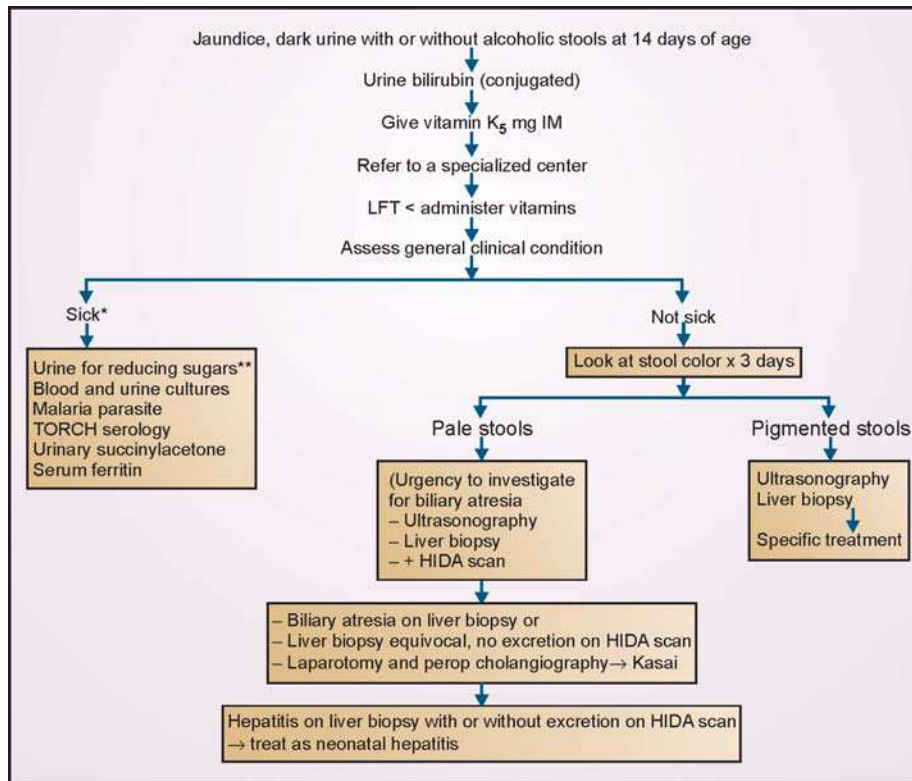 Jaundice, dark urine with or without alcoholic stools at 14 days of age
Urine bilirubin (conjugated)
Give vitamin K5 mg IM
Refer to a specialized center
LFT < administer vitamins
Assess general clinical condition
Sick*
Urine for reducing sugars**
Blood and urine cultures
Malaria parasite
TORCH serology
Urinary succinylacetone
Serum ferritin
Not sick
Look at stool color x 3 days
Pale stools
(Urgency to investigate
for biliary atresia
– Ultrasonography
– Liver biopsy
– + HIDA scan
Pigmented stools
Ultrasonography
Liver biopsy
Specific treatment
– Biliary atresia on liver biopsy or
– Liver biopsy equivocal, no excretion on HIDA scan
– Laparotomy and perop cholangiography→ Kasai
Hepatitis on liver biopsy with or without excretion on HIDA scan
→ treat as neonatal hepatitis